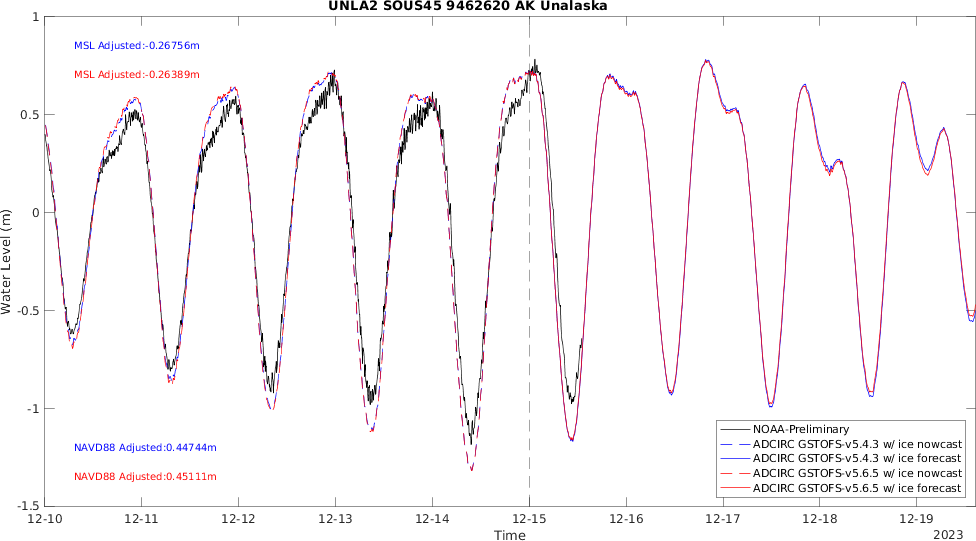 UNLA2 SOUS45 9462620 AK Unalaska
1
MSL Adjusted:-0.26756m
MSL Adjusted:-0.26389m
0.5
0
Water Level (m)
-0.5
-1
NAVD88 Adjusted:0.44744m
NAVD88 Adjusted:0.45111m
NOAA-Preliminary
ADCIRC GSTOFS-v5.4.3 w/ ice nowcast
ADCIRC GSTOFS-v5.4.3 w/ ice forecast
ADCIRC GSTOFS-v5.6.5 w/ ice nowcast
ADCIRC GSTOFS-v5.6.5 w/ ice forecast
-1.5
12-10 12-11 12-12 12-13 12-14 12-15 12-16 12-17 12-18 12-19
Time
2023